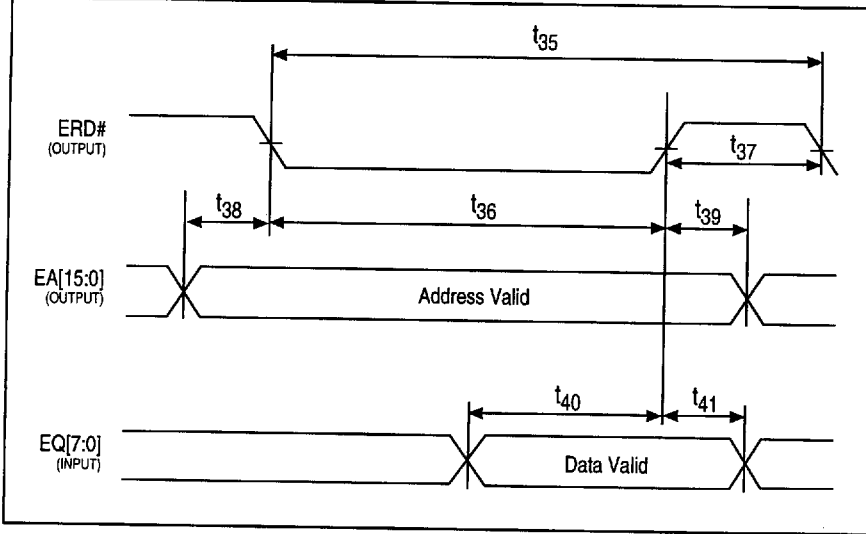 t35
ERD#
(OUTPUT)
t37
t38
t36
t39
EA[15:0]
(OUTPUT)
Address Valid
t40
t41
EQ[7:0]
(INPUT)
Data Valid